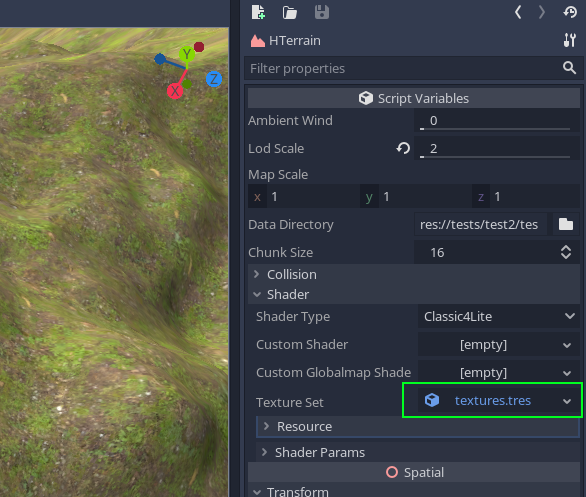 HTerrain
Filter properties
Script Variables
Ambient Wind 0
Lod Scale 2
Map Scale
x 1 y 1 z 1
Data Directory res://tests/test2/tes
Chunk Size 16
Collision
Shader
Shader Type Classic4Lite
Custom Shader [empty]
Custom Globalmap Shade [empty]
Texture Set textures.tres
Resource
Shader Params
Spatial
Transform
Y
X
Z